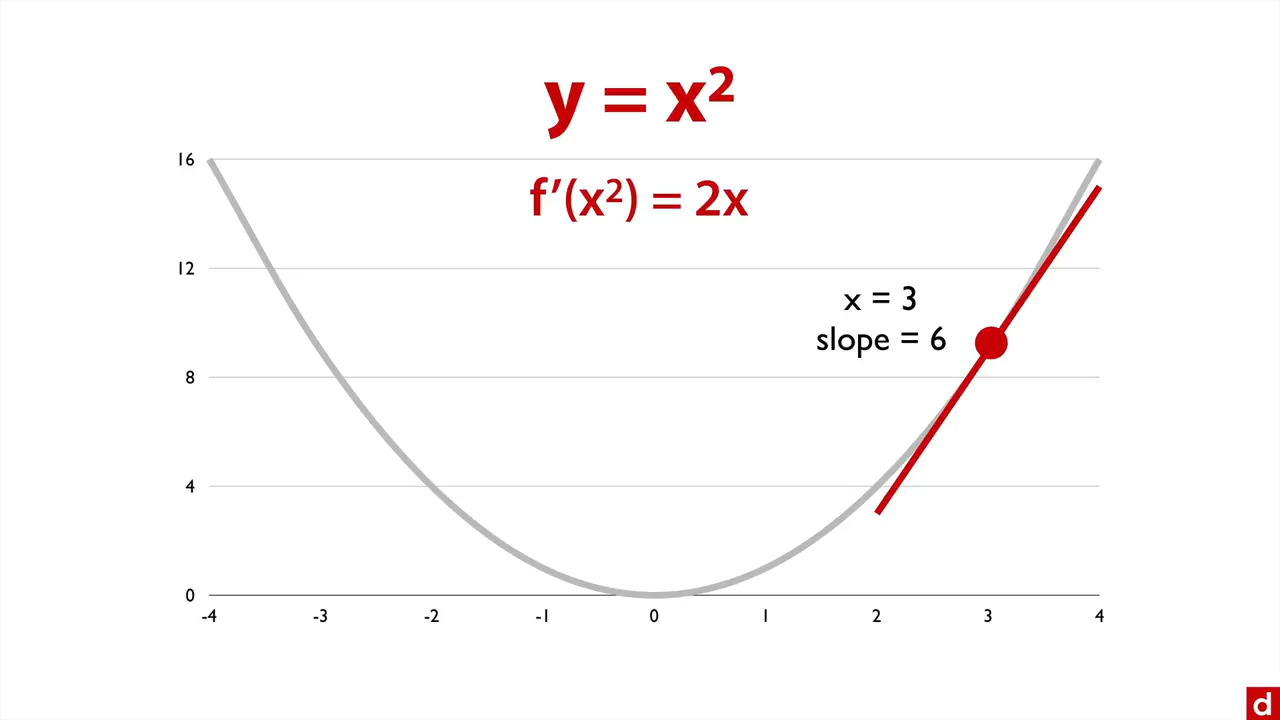 y = x²
f′(x²) = 2x
16
12
x = 3
slope = 6
8
4
0
-4 -3 -2 -1 0 1 2 3 4
d